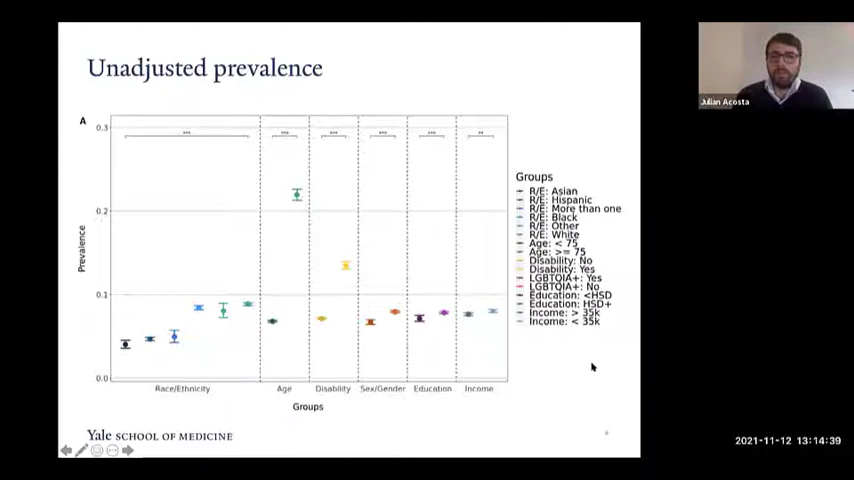 Unadjusted prevalence
Julian Acosta
A
0.3
***
***
***
***
***
**
0.2
0.1
0.0
Prevalence
Race/Ethnicity
Age
Disability
Sex/Gender
Education
Income
Groups
Groups
R/E: Asian
R/E: Hispanic
R/E: More than one
R/E: Black
R/E: Other
R/E: White
Age: < 75
Age: >= 75
Disability: No
Disability: Yes
LGBTQIA+: Yes
LGBTQIA+: No
Education: <HSD
Education: HSD+
Income: > 35k
Income: < 35k
Yale SCHOOL OF MEDICINE
2021-11-12 13:14:39